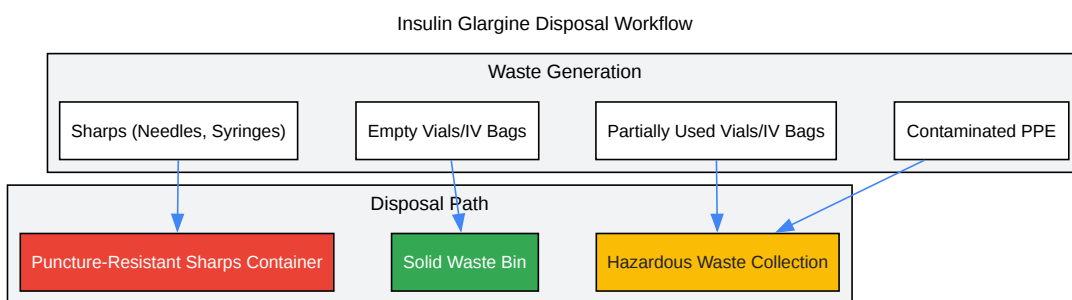 Insulin Glargine Disposal Workflow
Waste Generation
Sharps (Needles, Syringes)
Empty Vials/IV Bags
Partially Used Vials/IV Bags
Contaminated PPE
Disposal Path
Puncture-Resistant Sharps Container
Solid Waste Bin
Hazardous Waste Collection